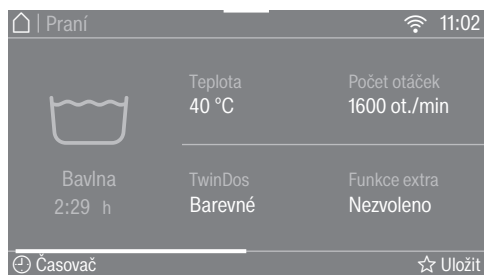 | Praní 11:02
Teplota Počet otáček
40 °C 1600 ot./min
Bavlna TwinDos Funkce extra
2:29 h Barevné Nezvoleno
Časovač Uložit